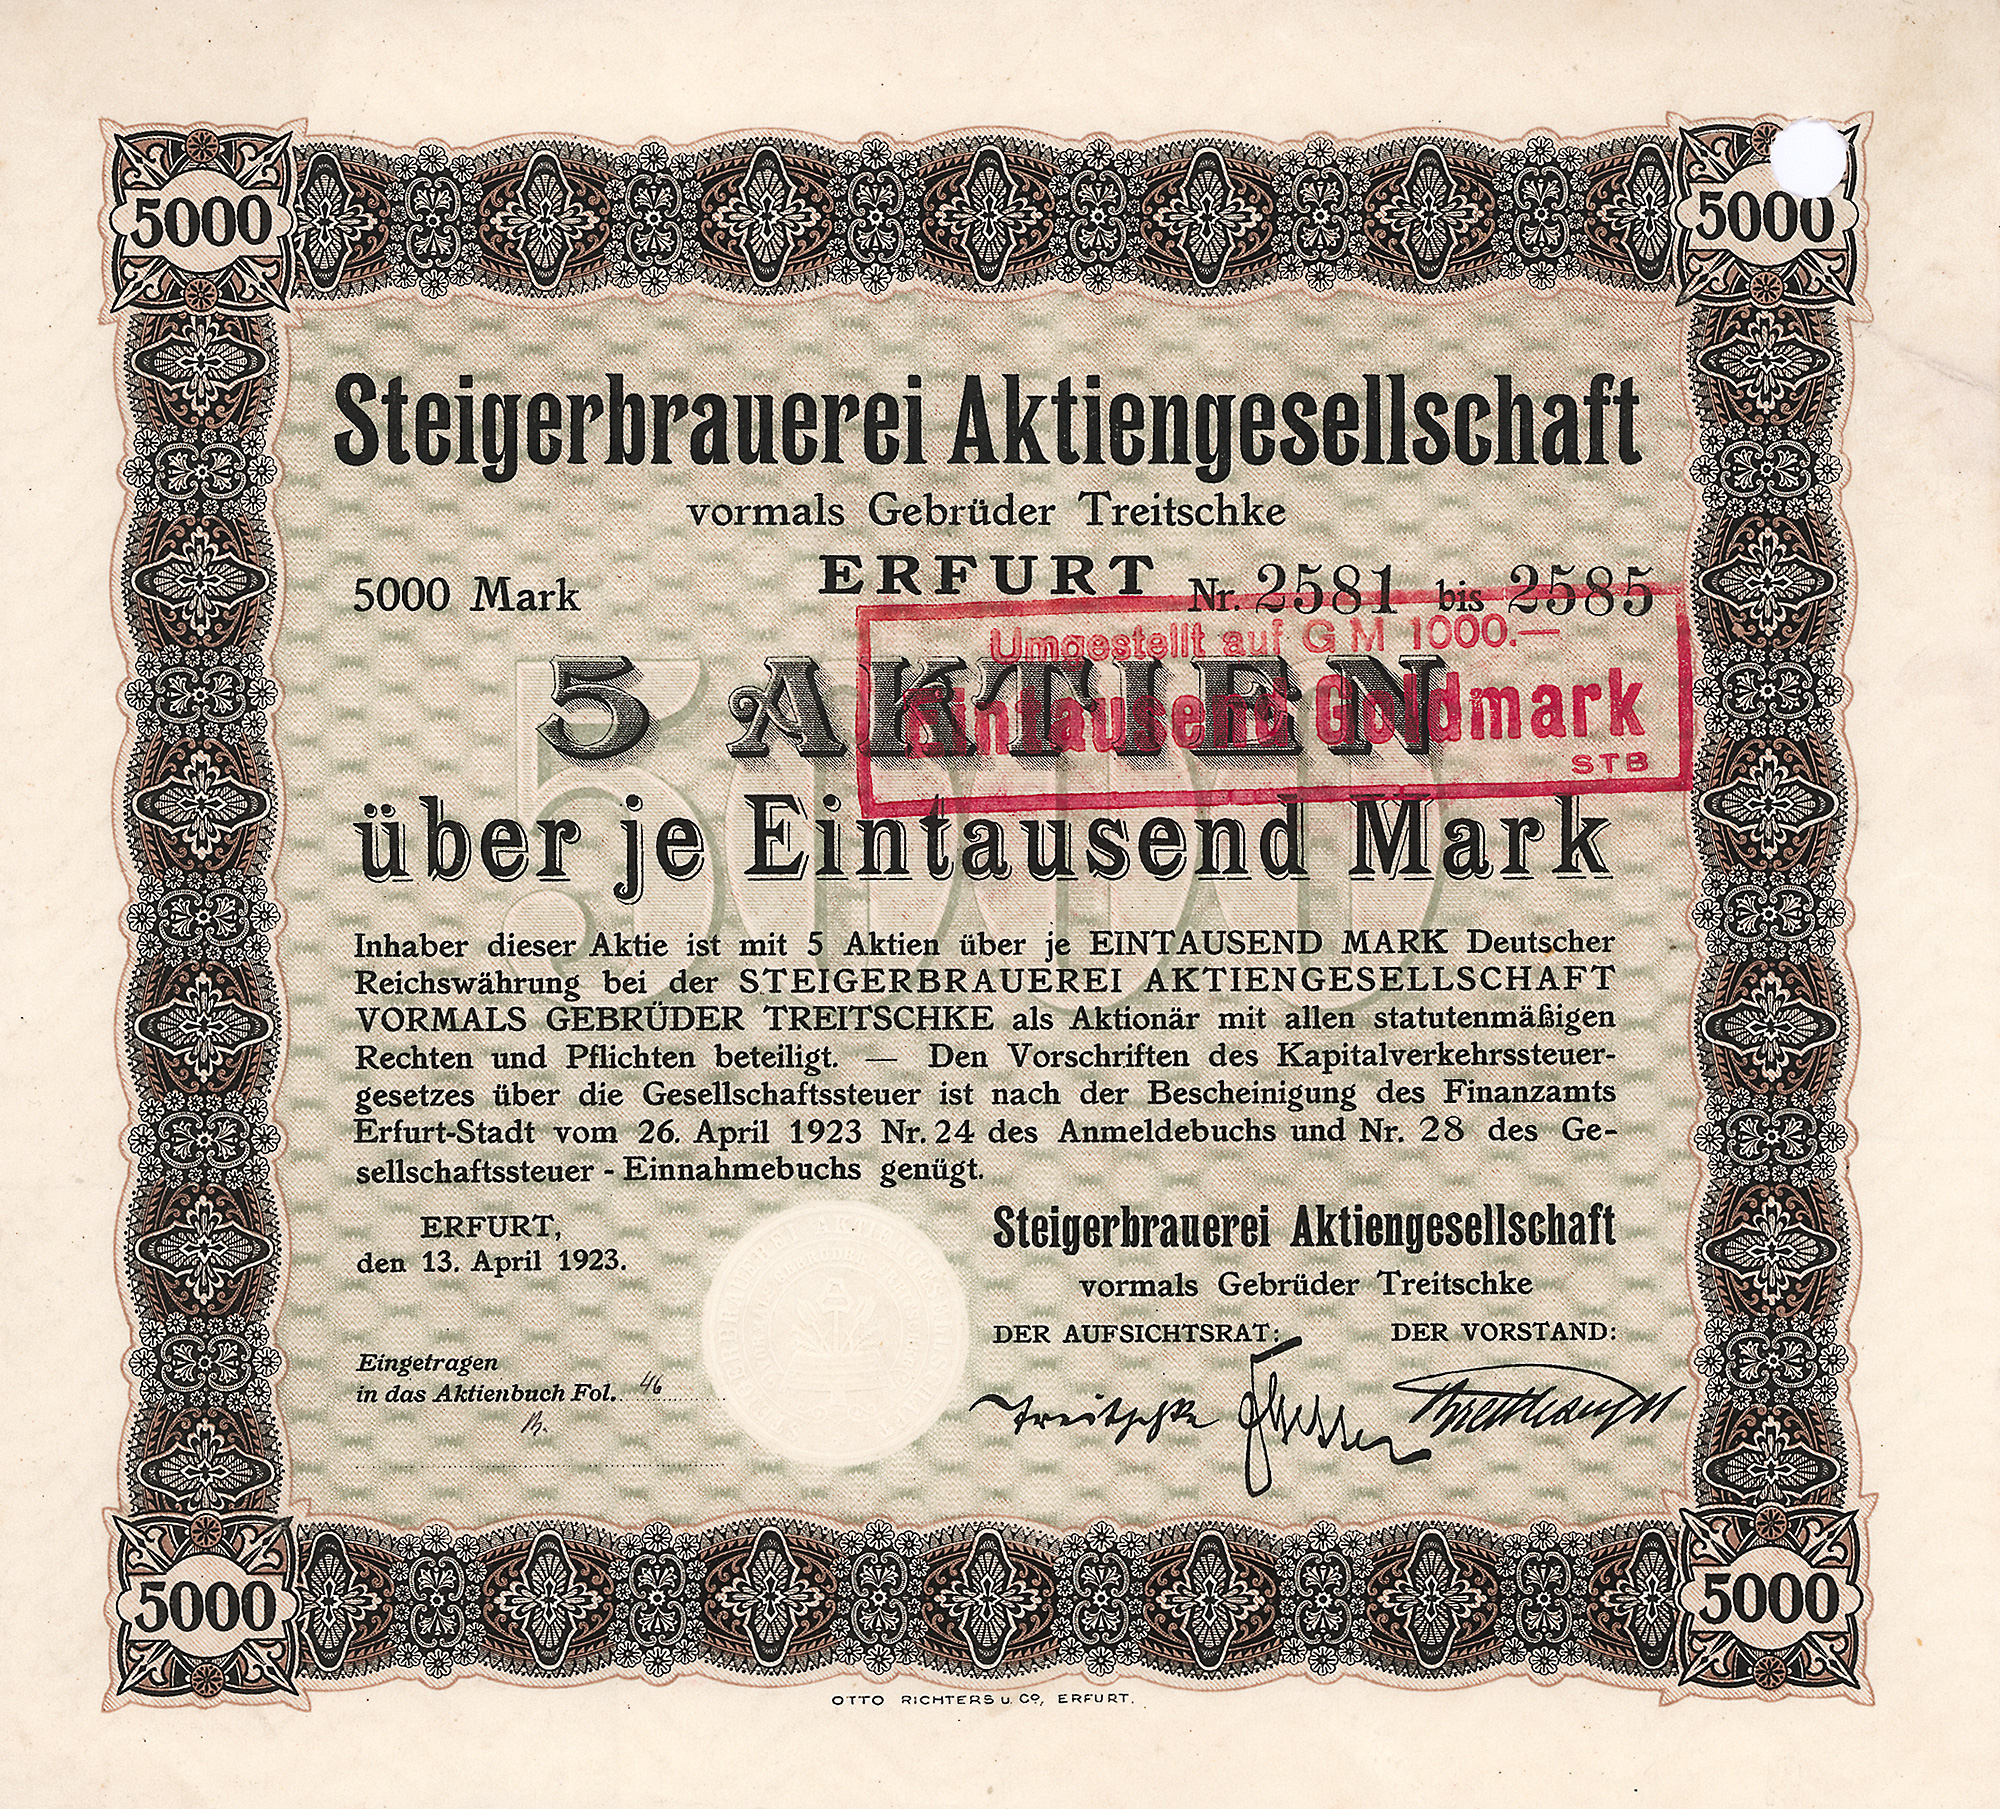 5000
5000
Steigerbrauerei Aktiengesellschaft
vormals Gebrüder Treitschke
ERFURT
5000 Mark
Nr. 2581 bis 2585
Umgestellt auf GM 1000.—
Eintausend Goldmark
STB
5 AKTIEN
über je Eintausend Mark
Inhaber dieser Aktie ist mit 5 Aktien über je EINTAUSEND MARK Deutscher
Reichswährung bei der STEIGERBRAUEREI AKTIENGESELLSCHAFT
VORMALS GEBRÜDER TREITSCHKE als Aktionär mit allen statutenmäßigen
Rechten und Pflichten beteiligt. — Den Vorschriften des Kapitalverkehrssteuer-
gesetzes über die Gesellschaftssteuer ist nach der Bescheinigung des Finanzamts
Erfurt-Stadt vom 26. April 1923 Nr. 24 des Anmeldebuchs und Nr. 28 des Ge-
sellschaftssteuer - Einnahmebuchs genügt.
ERFURT,
den 13. April 1923.
Steigerbrauerei Aktiengesellschaft
vormals Gebrüder Treitschke
DER AUFSICHTSRAT:
DER VORSTAND:
Treitschke
Eingetragen
in das Aktienbuch Fol. 46
5000
5000
5000
OTTO RICHTERS u. Co, ERFURT.